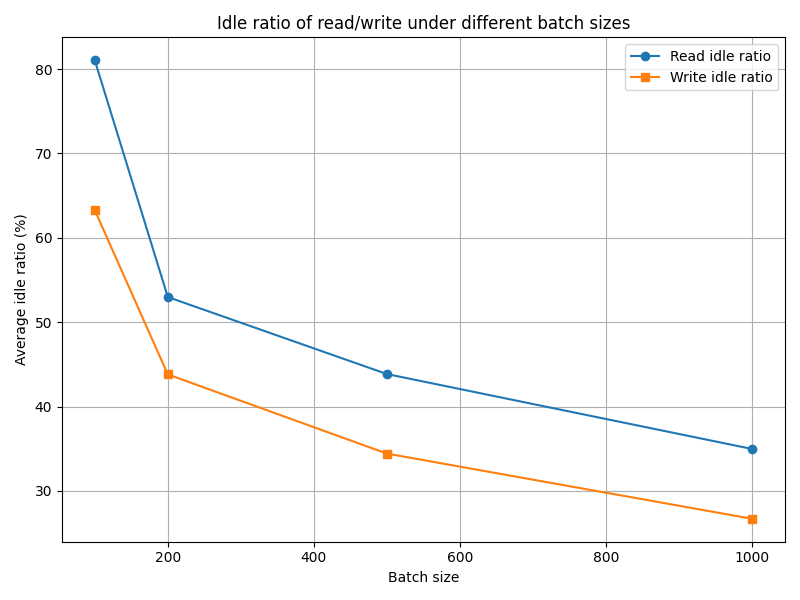 Idle ratio of read/write under different batch sizes
Read idle ratio
Write idle ratio
Average idle ratio (%)
80
70
60
50
40
30
200
400
600
800
1000
Batch size